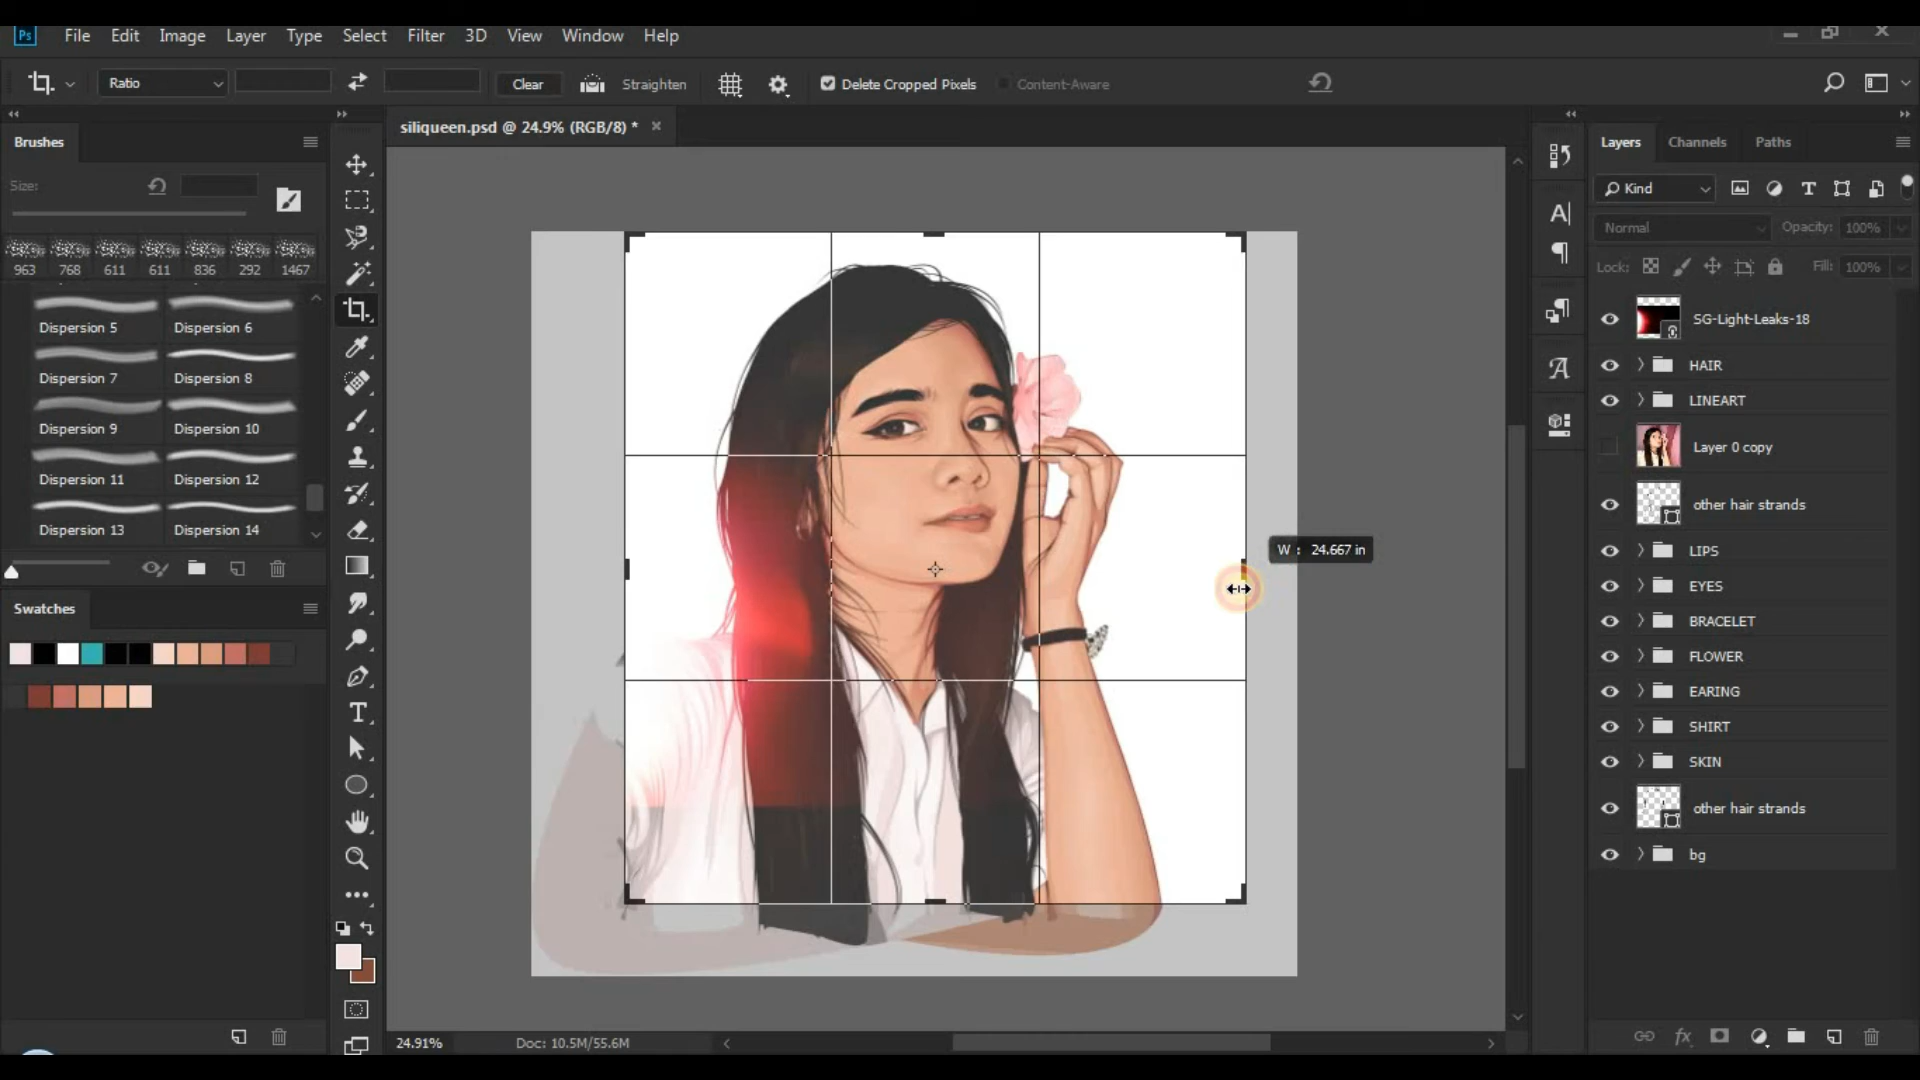 Ps File Edit Image Layer Type Select Filter 3D View Window Help
Ratio Clear Straighten Delete Cropped Pixels Content-Aware
siliqueen.psd @ 24.9% (RGB/8) *
Brushes
Size:
963 768 611 611 836 292 1467
Dispersion 5 Dispersion 6
Dispersion 7 Dispersion 8
Dispersion 9 Dispersion 10
Dispersion 11 Dispersion 12
Dispersion 13 Dispersion 14
Swatches
W : 24.667 in
24.91% Doc: 10.5M/55.6M
Layers Channels Paths
Kind
Normal Opacity: 100%
Lock: Fill: 100%
SG-Light-Leaks-18
HAIR
LINEART
Layer 0 copy
other hair strands
LIPS
EYES
BRACELET
FLOWER
EARING
SHIRT
SKIN
other hair strands
bg